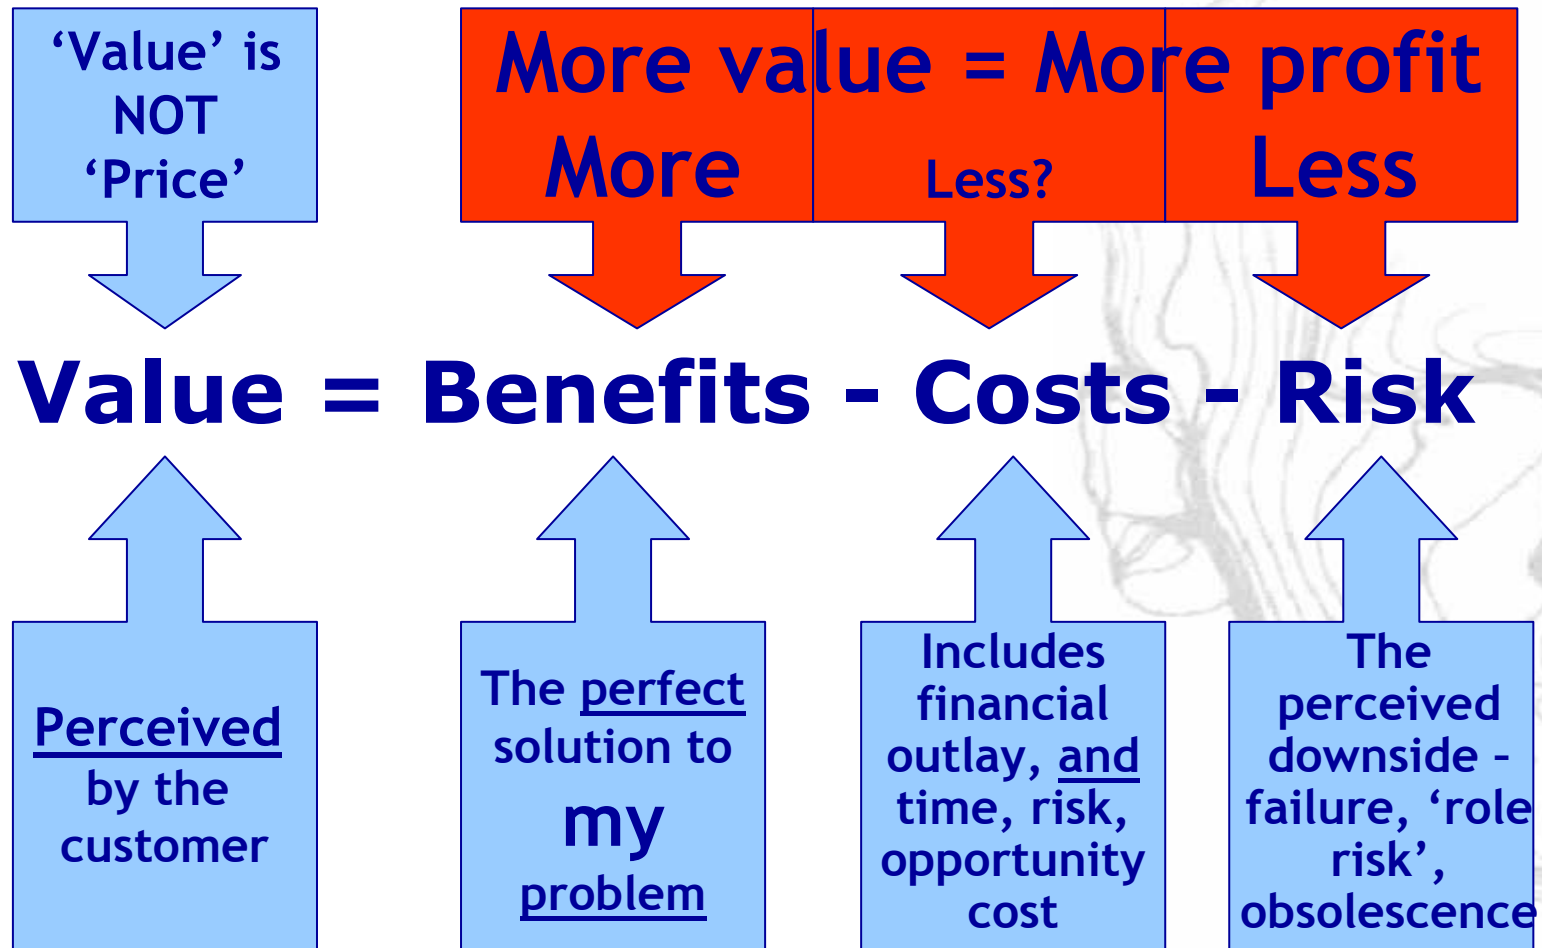 ‘Value’ is
NOT
‘Price’
More value = More profit
More
Less?
Less
Value = Benefits - Costs - Risk
Perceived
by the
customer
The perfect
solution to
my
problem
Includes
financial
outlay, and
time, risk,
opportunity
cost
The
perceived
downside –
failure, ‘role
risk’,
obsolescence